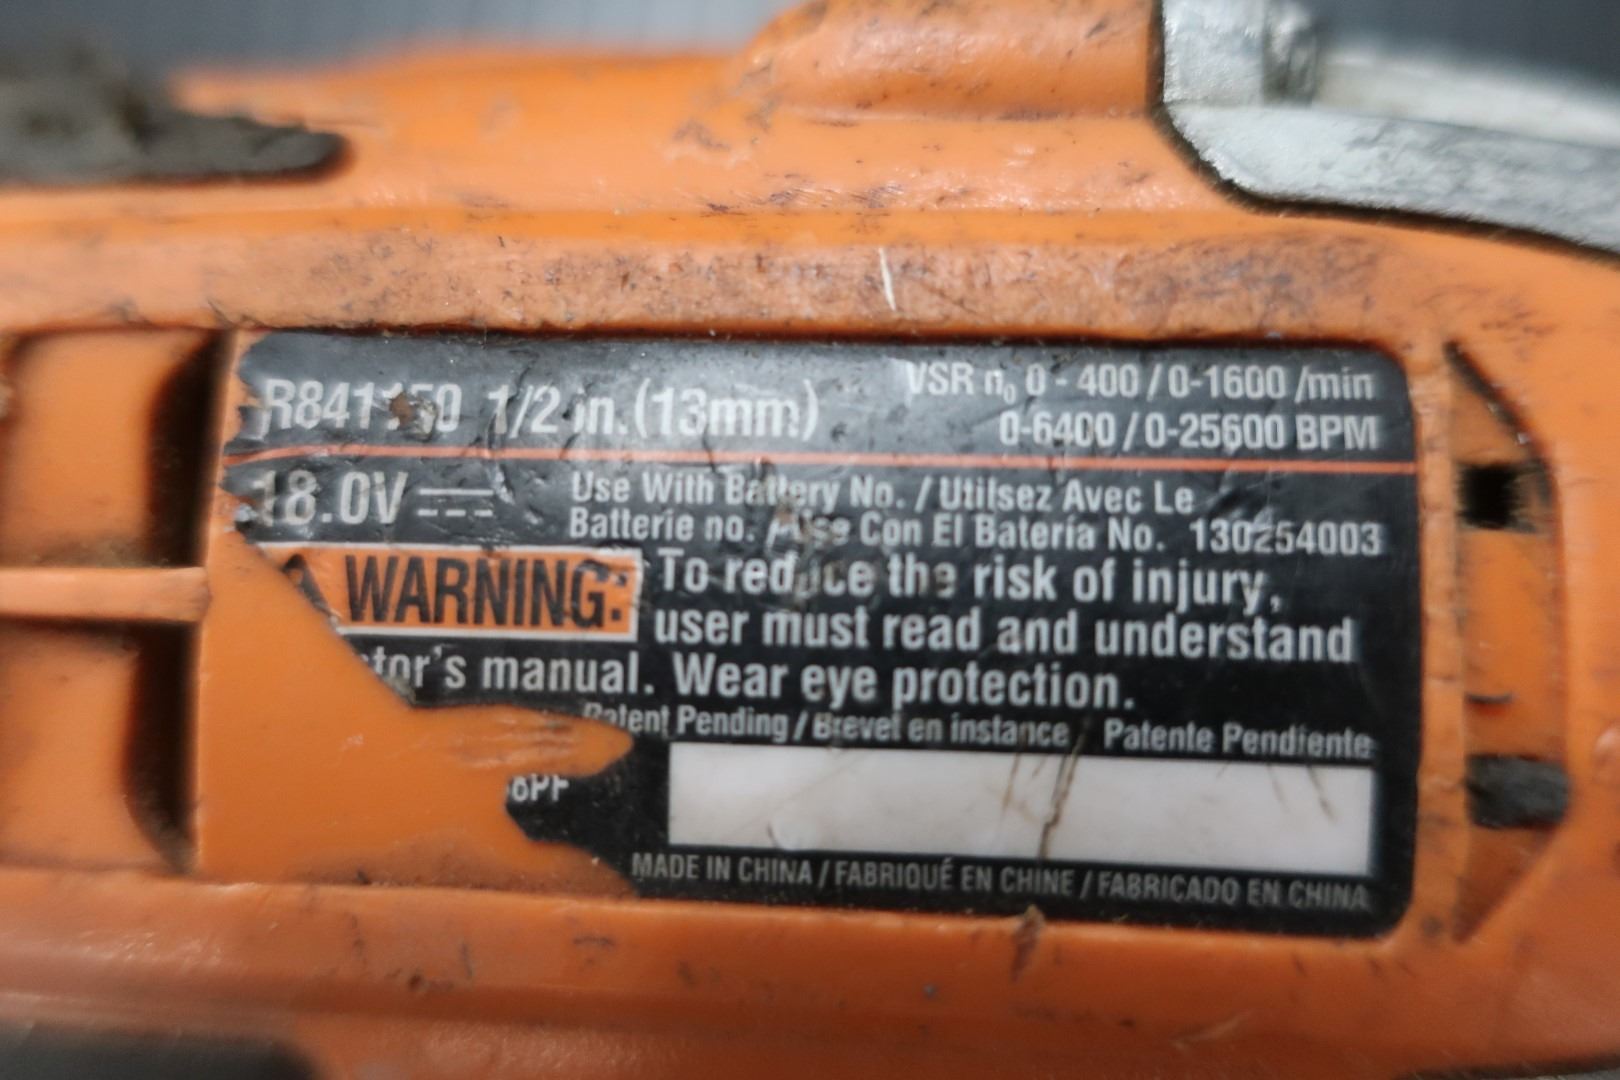 R841150 1/2 in. (13mm)
VSR n₀ 0 - 400 / 0-1600 /min
0-6400 / 0-25600 BPM
18.0V
Use With Battery No. / Utilsez Avec Le
Batterie no. / Use Con El Batería No. 130254003
WARNING: To reduce the risk of injury,
user must read and understand
tor's manual. Wear eye protection.
Patent Pending / Brevet en instance Patente Pendiente
MADE IN CHINA / FABRIQUÉ EN CHINE / FABRICADO EN CHINA